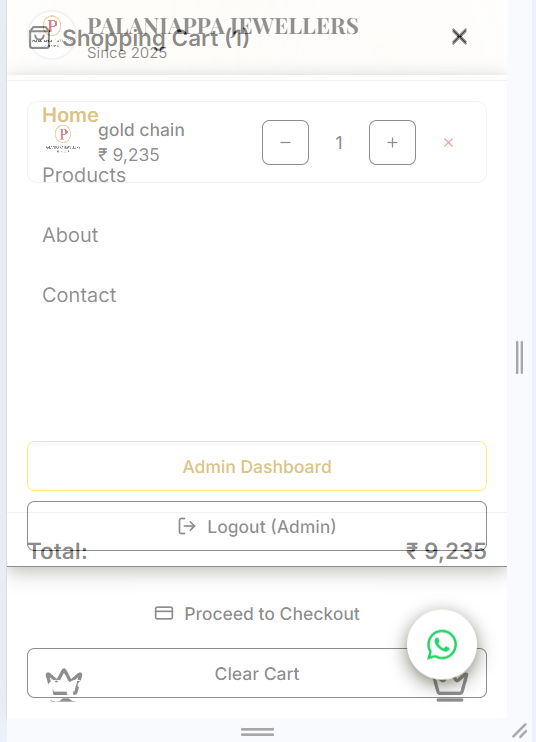 PALANIAPPA JEWELLERS
Shopping Cart (1)
Since 2025
Home
gold chain
₹ 9,235
1
Products
About
Contact
Admin Dashboard
Logout (Admin)
Total: ₹ 9,235
Proceed to Checkout
Clear Cart